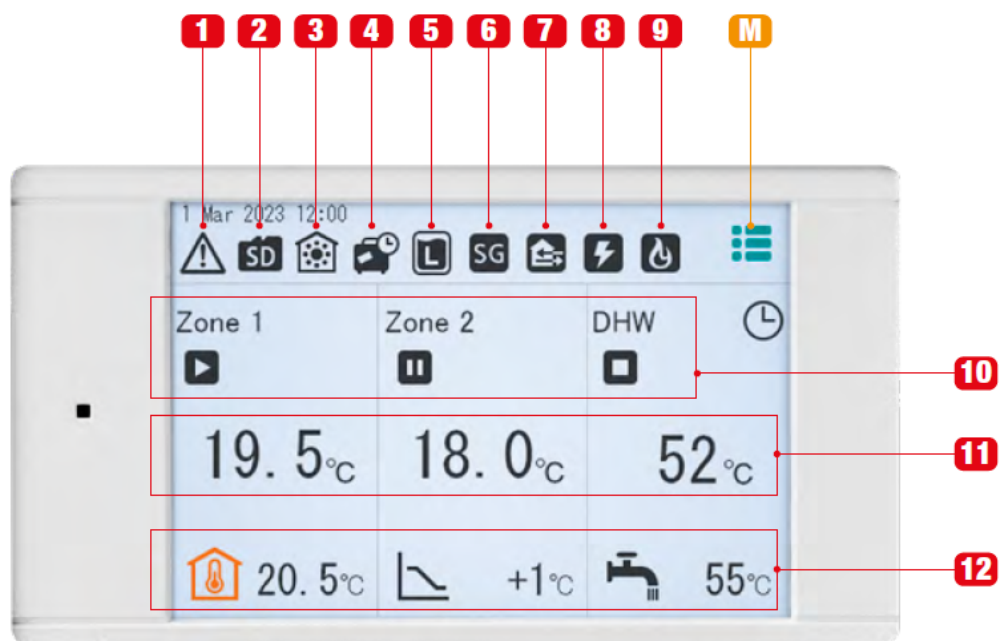 1 2 3 4 5 6 7 8 9 M
1 Mar 2023 12:00
SD L SG
Zone 1 Zone 2 DHW
10
19.5°C 18.0°C 52°C
11
20.5°C +1°C 55°C
12